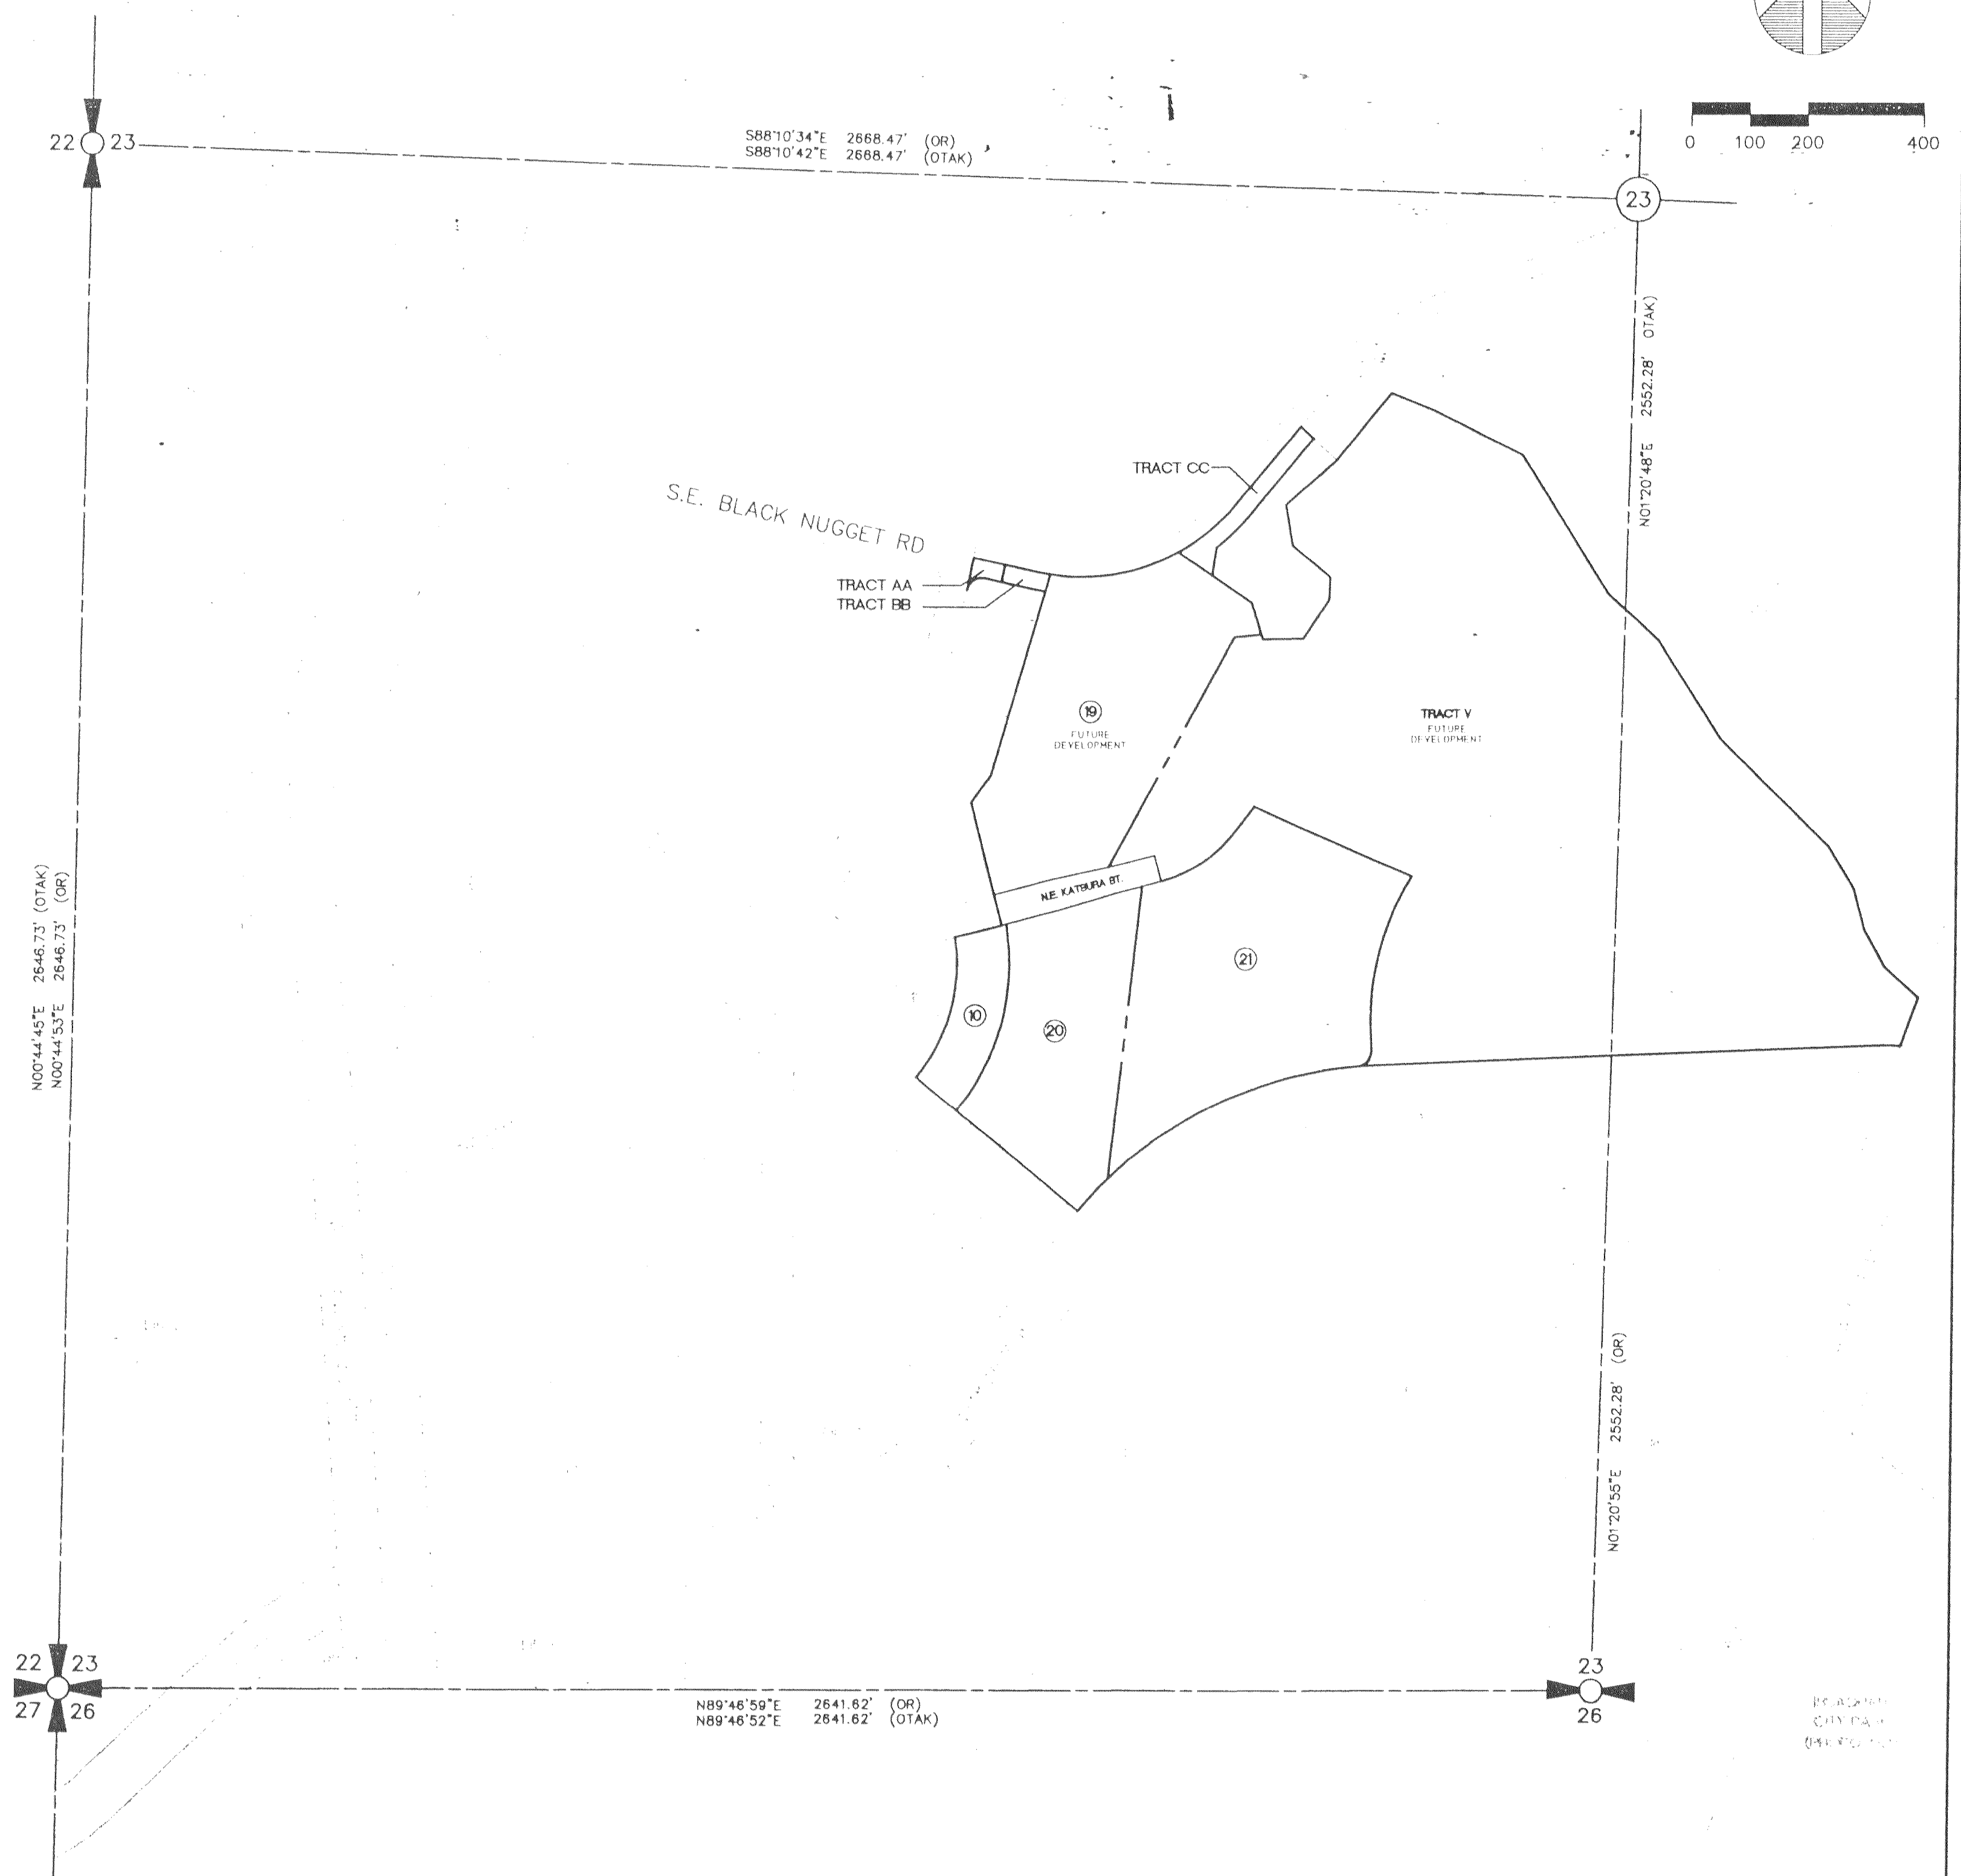 0 100 200 400
22 23
S88°10'34"E 2668.47' (OR)
S88°10'42"E 2668.47' (OTAK)
23
N01°20'48"E 2552.28' OTAK)
TRACT CC
S.E. BLACK NUGGET RD
TRACT AA
TRACT BB
19
FUTURE
DEVELOPMENT
TRACT V
FUTURE
DEVELOPMENT
N.E. KATSURA ST.
N00°44'45"E 2646.73' (OTAK)
N00°44'53"E 2646.73' (OR)
21
10
20
N01°20'55"E 2552.28' (OR)
22 23
27 26
23
26
N89°46'59"E 2641.62' (OR)
N89°46'52"E 2641.62' (OTAK)
CITY